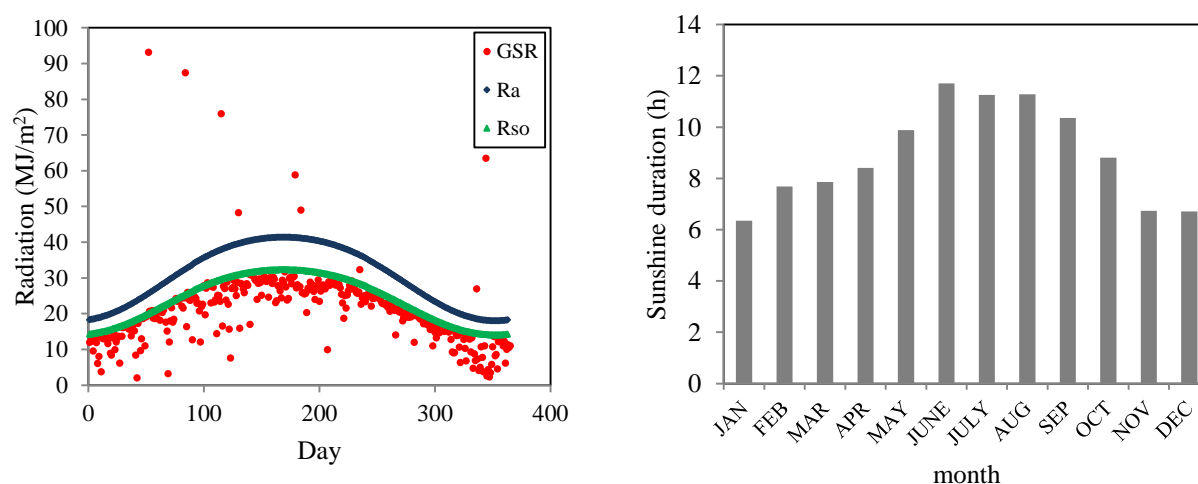 Radiation (MJ/m²)
100
90
80
70
60
50
40
30
20
10
0
GSR
Ra
Rso
0 100 200 300 400
Day
Sunshine duration (h)
14
12
10
8
6
4
2
0
JAN FEB MAR APR MAY JUNE JULY AUG SEP OCT NOV DEC
month